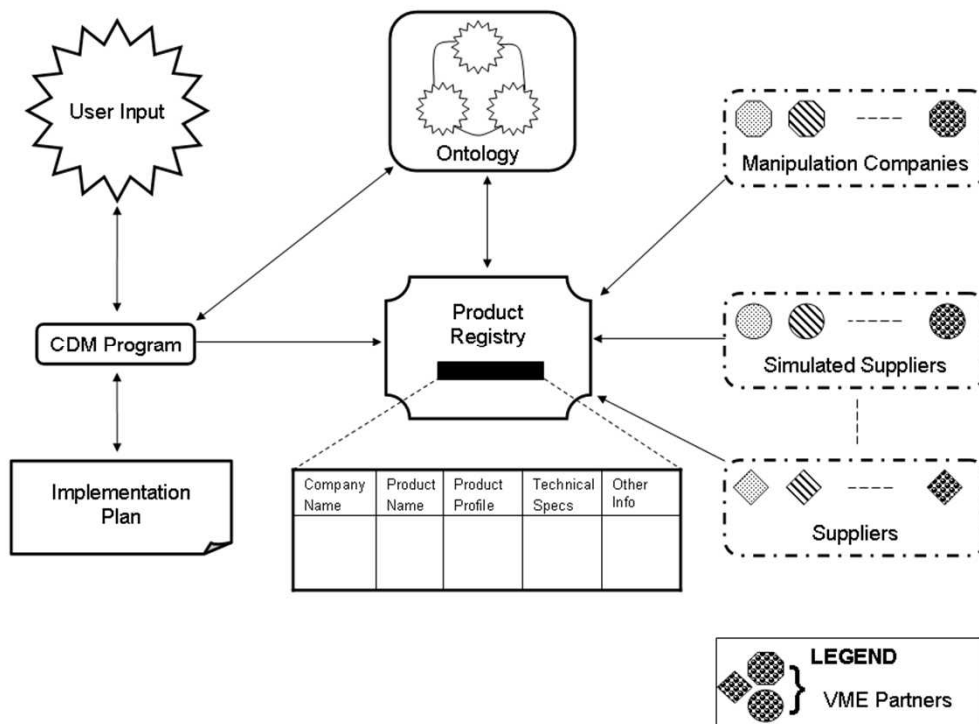 User Input
Ontology
Manipulation Companies
CDM Program
Product
Registry
Simulated Suppliers
Implementation
Plan
Company
Name
Product
Name
Product
Profile
Technical
Specs
Other
Info
Suppliers
LEGEND
VME Partners